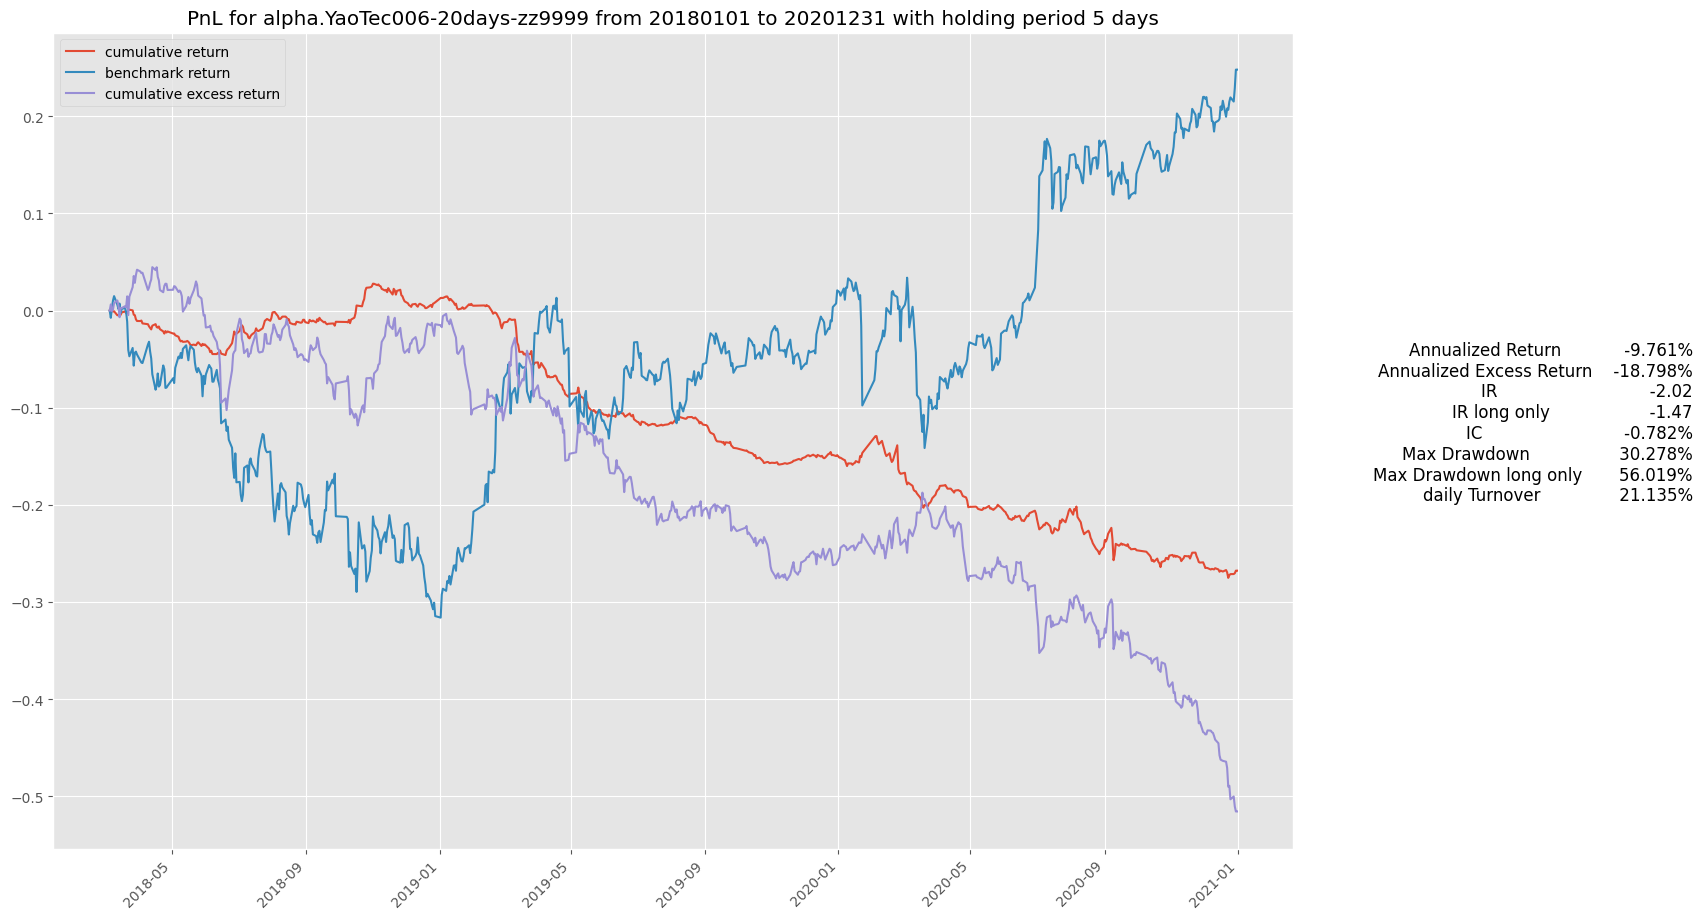 PnL for alpha.YaoTec006-20days-zz9999 from 20180101 to 20201231 with holding period 5 days
cumulative return
benchmark return
cumulative excess return
0.2
0.1
0.0
−0.1
−0.2
−0.3
−0.4
−0.5
2018-05
2018-09
2019-01
2019-05
2019-09
2020-01
2020-05
2020-09
2021-01
Annualized Return -9.761%
Annualized Excess Return -18.798%
IR -2.02
IR long only -1.47
IC -0.782%
Max Drawdown 30.278%
Max Drawdown long only 56.019%
daily Turnover 21.135%